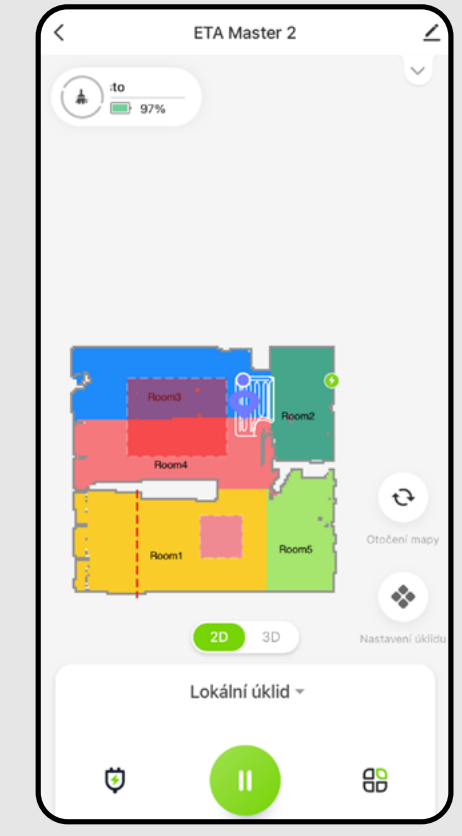 ETA Master 2
:to
97%
Room3
Room2
Room4
Room1
Room5
Otočení mapy
2D
3D
Nastavení úklidu
Lokální úklid